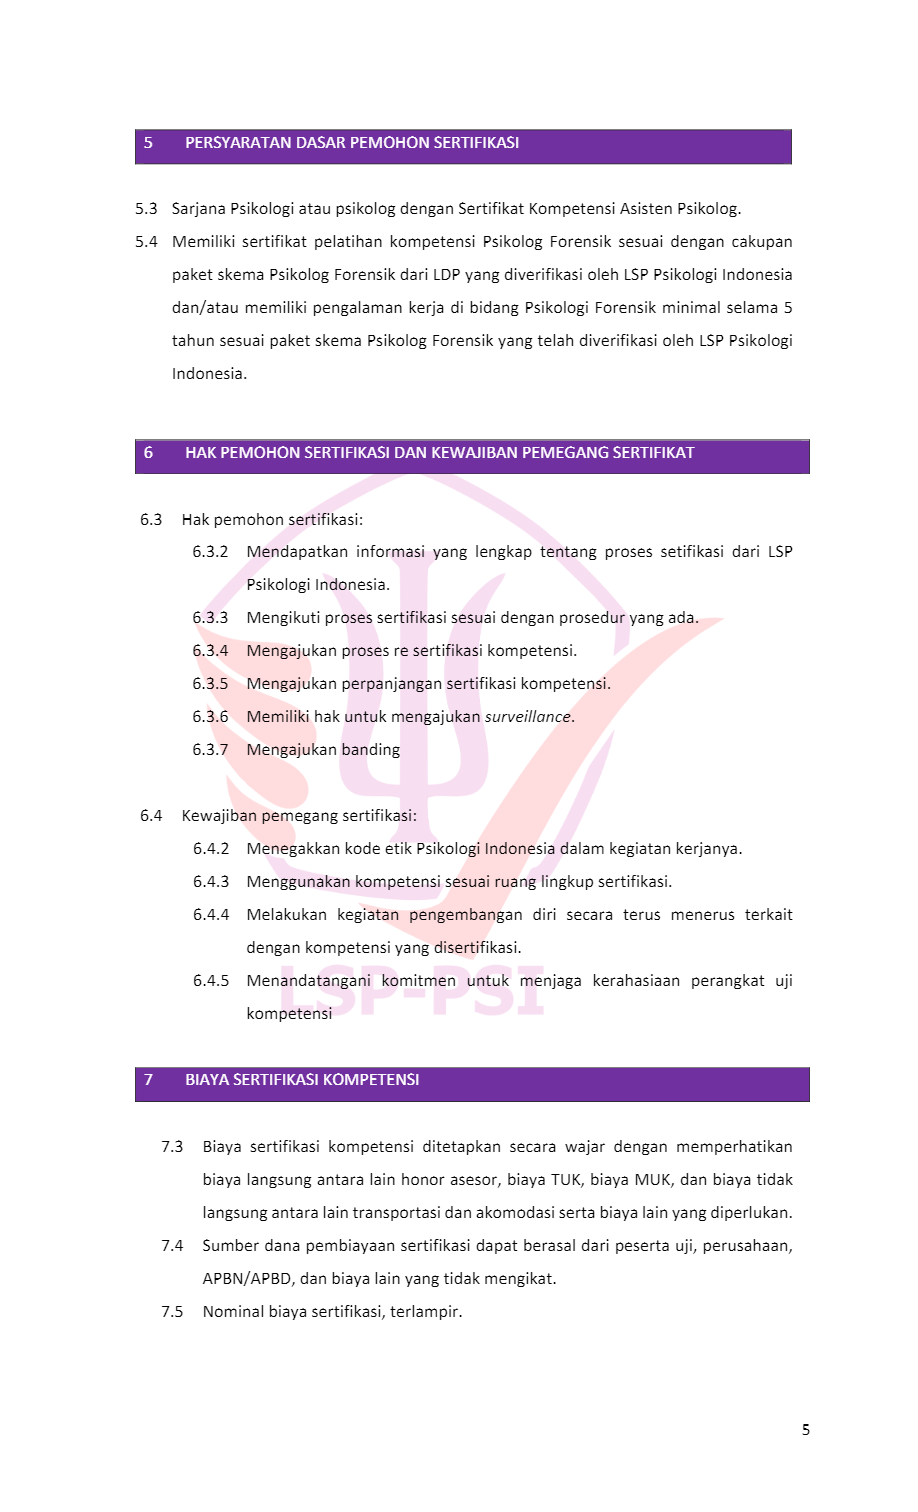 5 PERSYARATAN DASAR PEMOHON SERTIFIKASI
5.3 Sarjana Psikologi atau psikolog dengan Sertifikat Kompetensi Asisten Psikolog.
5.4 Memiliki sertifikat pelatihan kompetensi Psikolog Forensik sesuai dengan cakupan
paket skema Psikolog Forensik dari LDP yang diverifikasi oleh LSP Psikologi Indonesia
dan/atau memiliki pengalaman kerja di bidang Psikologi Forensik minimal selama 5
tahun sesuai paket skema Psikolog Forensik yang telah diverifikasi oleh LSP Psikologi
Indonesia.
6 HAK PEMOHON SERTIFIKASI DAN KEWAJIBAN PEMEGANG SERTIFIKAT
6.3 Hak pemohon sertifikasi:
6.3.2 Mendapatkan informasi yang lengkap tentang proses setifikasi dari LSP
Psikologi Indonesia.
6.3.3 Mengikuti proses sertifikasi sesuai dengan prosedur yang ada.
6.3.4 Mengajukan proses re sertifikasi kompetensi.
6.3.5 Mengajukan perpanjangan sertifikasi kompetensi.
6.3.6 Memiliki hak untuk mengajukan surveillance.
6.3.7 Mengajukan banding
6.4 Kewajiban pemegang sertifikasi:
6.4.2 Menegakkan kode etik Psikologi Indonesia dalam kegiatan kerjanya.
6.4.3 Menggunakan kompetensi sesuai ruang lingkup sertifikasi.
6.4.4 Melakukan kegiatan pengembangan diri secara terus menerus terkait
dengan kompetensi yang disertifikasi.
6.4.5 Menandatangani komitmen untuk menjaga kerahasiaan perangkat uji
kompetensi
LSP-PSI
7 BIAYA SERTIFIKASI KOMPETENSI
7.3 Biaya sertifikasi kompetensi ditetapkan secara wajar dengan memperhatikan
biaya langsung antara lain honor asesor, biaya TUK, biaya MUK, dan biaya tidak
langsung antara lain transportasi dan akomodasi serta biaya lain yang diperlukan.
7.4 Sumber dana pembiayaan sertifikasi dapat berasal dari peserta uji, perusahaan,
APBN/APBD, dan biaya lain yang tidak mengikat.
7.5 Nominal biaya sertifikasi, terlampir.
5